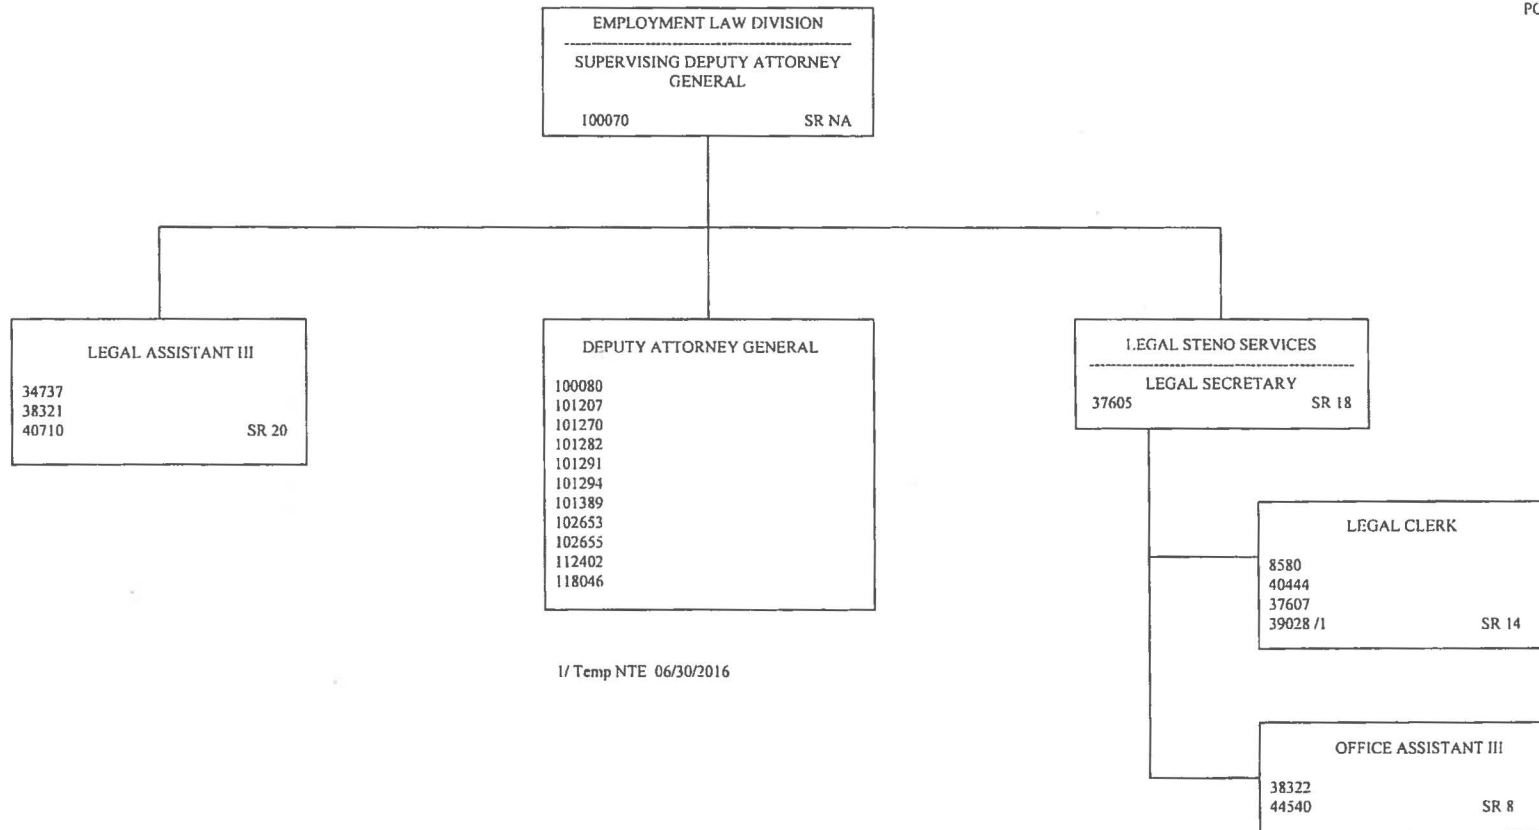 EMPLOYMENT LAW DIVISION
SUPERVISING DEPUTY ATTORNEY
GENERAL
100070 SR NA
LEGAL ASSISTANT III
34737
38321
40710 SR 20
DEPUTY ATTORNEY GENERAL
100080
101207
101270
101282
101291
101294
101389
102653
102655
112402
118046
1/ Temp NTE 06/30/2016
LEGAL STENO SERVICES
LEGAL SECRETARY
37605 SR 18
LEGAL CLERK
8580
40444
37607
39028 /1 SR 14
OFFICE ASSISTANT III
38322
44540 SR 8